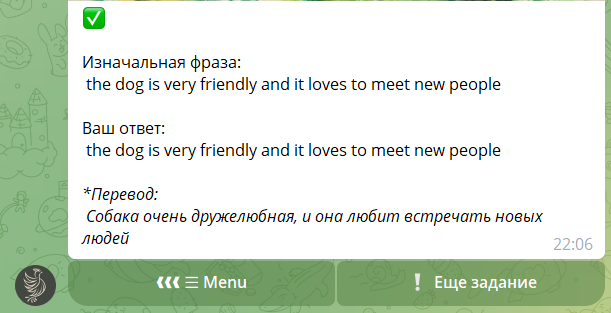 ✅
Изначальная фраза:
the dog is very friendly and it loves to meet new people
Ваш ответ:
the dog is very friendly and it loves to meet new people
*Перевод:
Собака очень дружелюбная, и она любит встречать новых
людей
22:06
☰ Menu
❕ Еще задание